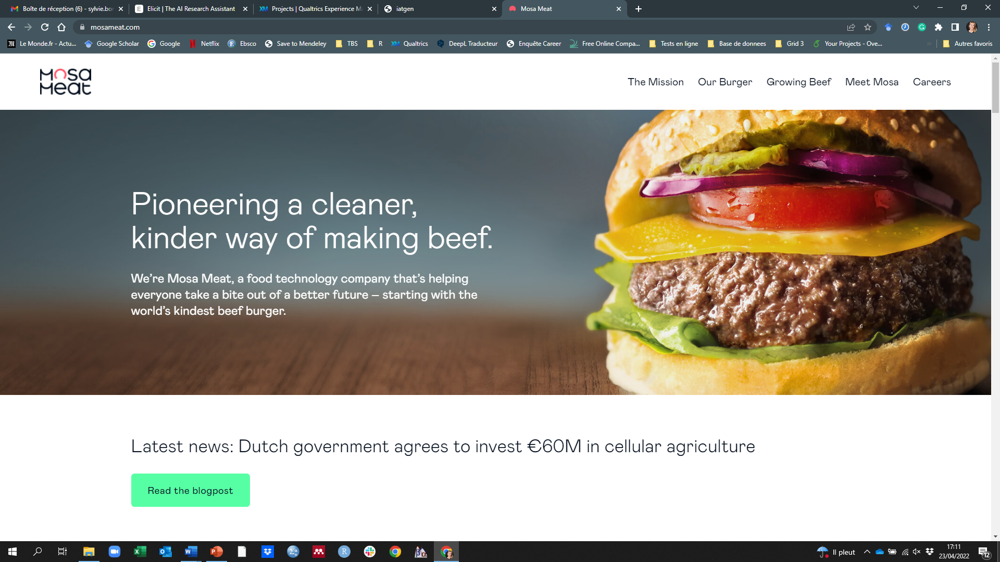 Boîte de réception (6) - sylvie.bor
Elicit | The AI Research Assistant
XM Projects | Qualtrics Experience M
iatgen
Mosa Meat
mosameat.com
Le Monde.fr - Actu...
Google Scholar
Google
Netflix
Ebsco
Save to Mendeley
TBS
R
XM Qualtrics
DeepL Traducteur
Enquête Career
Free Online Compa...
Tests en ligne
Base de donnees
Grid 3
Your Projects - Ove...
Autres favoris
Mosa
Meat
The Mission
Our Burger
Growing Beef
Meet Mosa
Careers
Pioneering a cleaner,
kinder way of making beef.
We're Mosa Meat, a food technology company that's helping
everyone take a bite out of a better future – starting with the
world's kindest beef burger.
Latest news: Dutch government agrees to invest €60M in cellular agriculture
Read the blogpost
Il pleut
17:11
23/04/2022
12